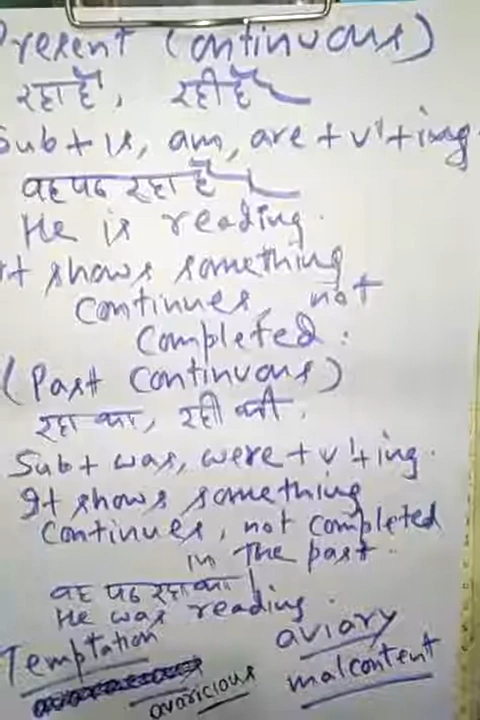 Present (Continuous)
रहा है, रही है
Sub+ is, am, are + v¹+ing
वह पढ रहा है
He is reading.
It shows something
continues, not
completed.
(Past Continuous)
रहा था, रही थी.
Sub+ was, were + v¹+ing.
It shows something
continues, not completed
in the past.
वह पढ रहा था।
He was reading.
Temptation aviary
avaricious malcontent